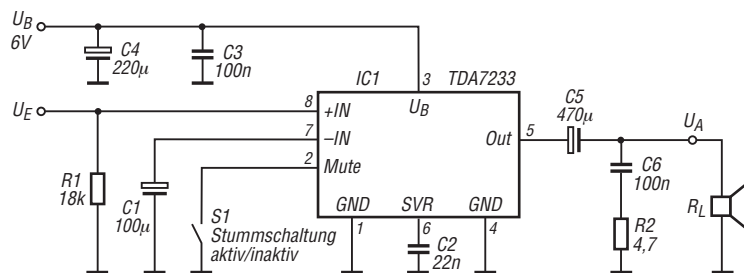 U_B
6V
C4
220μ
C3
100n
IC1
3
TDA7233
C5
470μ
U_E
8
+IN
U_B
7
–IN
Out
5
U_A
2
Mute
C6
100n
R1
18k
C1
100μ
S1
Stummschaltung
aktiv/inaktiv
GND
SVR
GND
1
6
4
C2
22n
R2
4,7
R_L